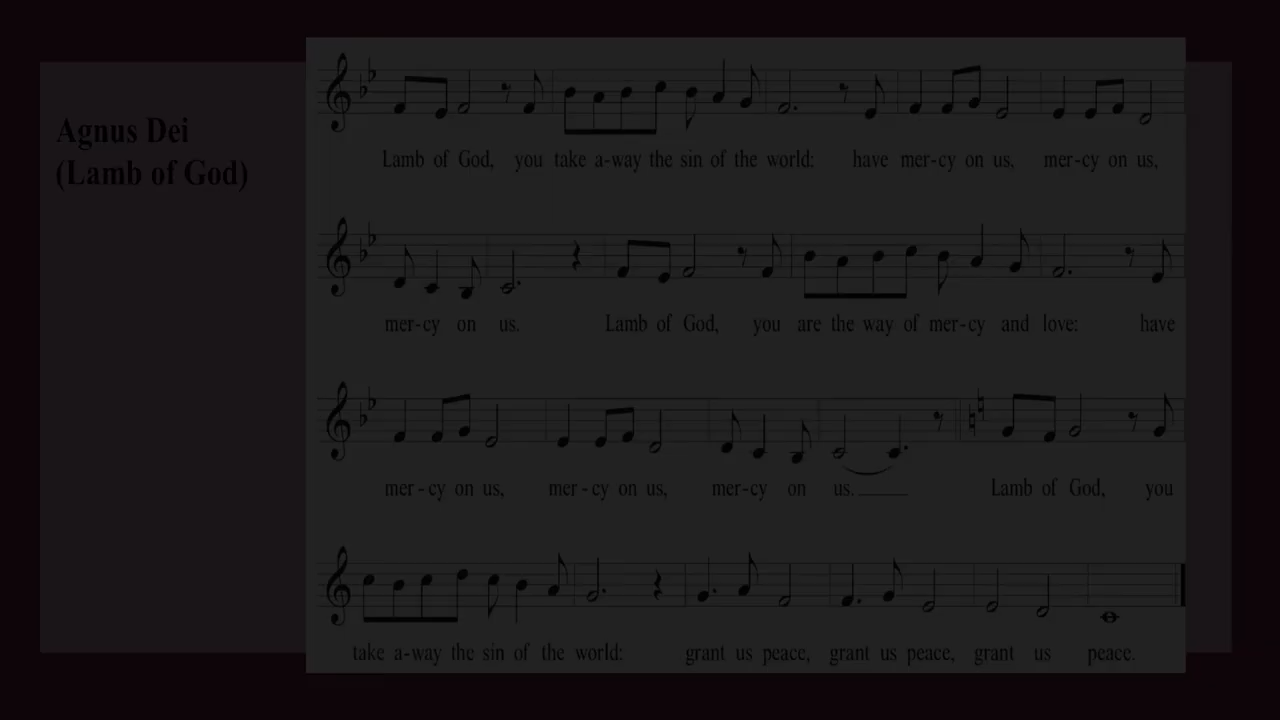 Agnus Dei
(Lamb of God)
Lamb of God, you take a-way the sin of the world: have mer-cy on us, mer-cy on us,
mer-cy on us. Lamb of God, you are the way of mer-cy and love: have
mer-cy on us, mer-cy on us, mer-cy on us. Lamb of God, you
take a-way the sin of the world: grant us peace, grant us peace, grant us peace.